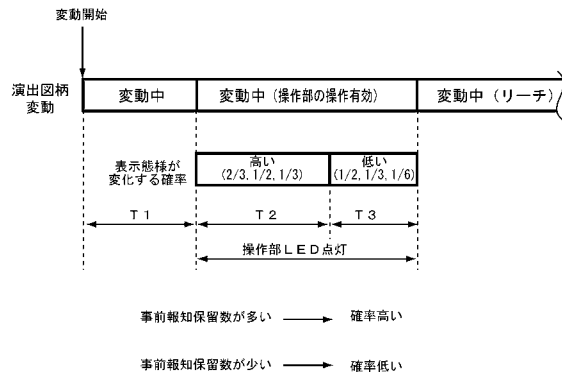 変動開始
演出図柄
変動
変動中
変動中(操作部の操作有効)
変動中(リーチ)
表示態様が
変化する確率
高い
(2/3, 1/2, 1/3)
低い
(1/2, 1/3, 1/6)
T1
T2
T3
操作部LED点灯
事前報知保留数が多い → 確率高い
事前報知保留数が少い → 確率低い